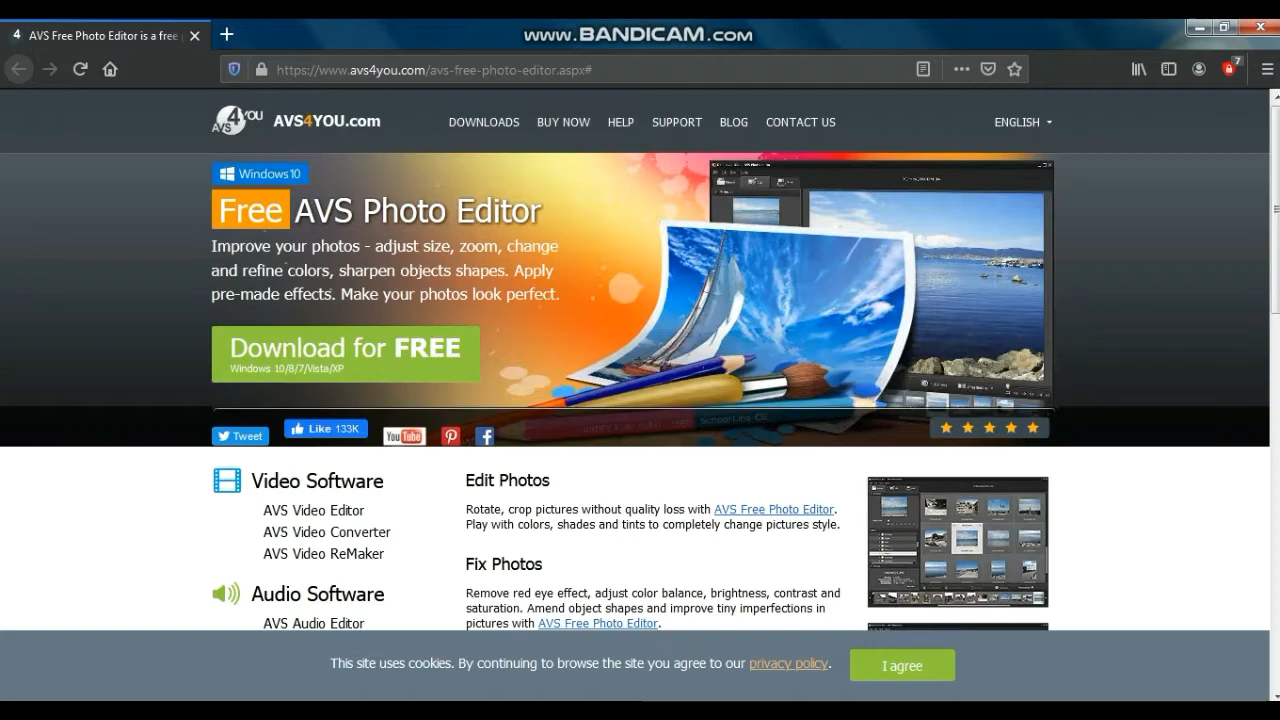 www.BANDICAM.com
4 AVS Free Photo Editor is a free
https://www.avs4you.com/avs-free-photo-editor.aspx#
7
AVS4YOU
AVS4YOU.com
DOWNLOADS BUY NOW HELP SUPPORT BLOG CONTACT US
ENGLISH
Windows10
Free AVS Photo Editor
Improve your photos - adjust size, zoom, change
and refine colors, sharpen objects shapes. Apply
pre-made effects. Make your photos look perfect.
Download for FREE
Windows 10/8/7/Vista/XP
Tweet
Like 133K
YouTube
Video Software
AVS Video Editor
AVS Video Converter
AVS Video ReMaker
Audio Software
AVS Audio Editor
Edit Photos
Rotate, crop pictures without quality loss with AVS Free Photo Editor.
Play with colors, shades and tints to completely change pictures style.
Fix Photos
Remove red eye effect, adjust color balance, brightness, contrast and
saturation. Amend object shapes and improve tiny imperfections in
pictures with AVS Free Photo Editor.
This site uses cookies. By continuing to browse the site you agree to our privacy policy.
I agree